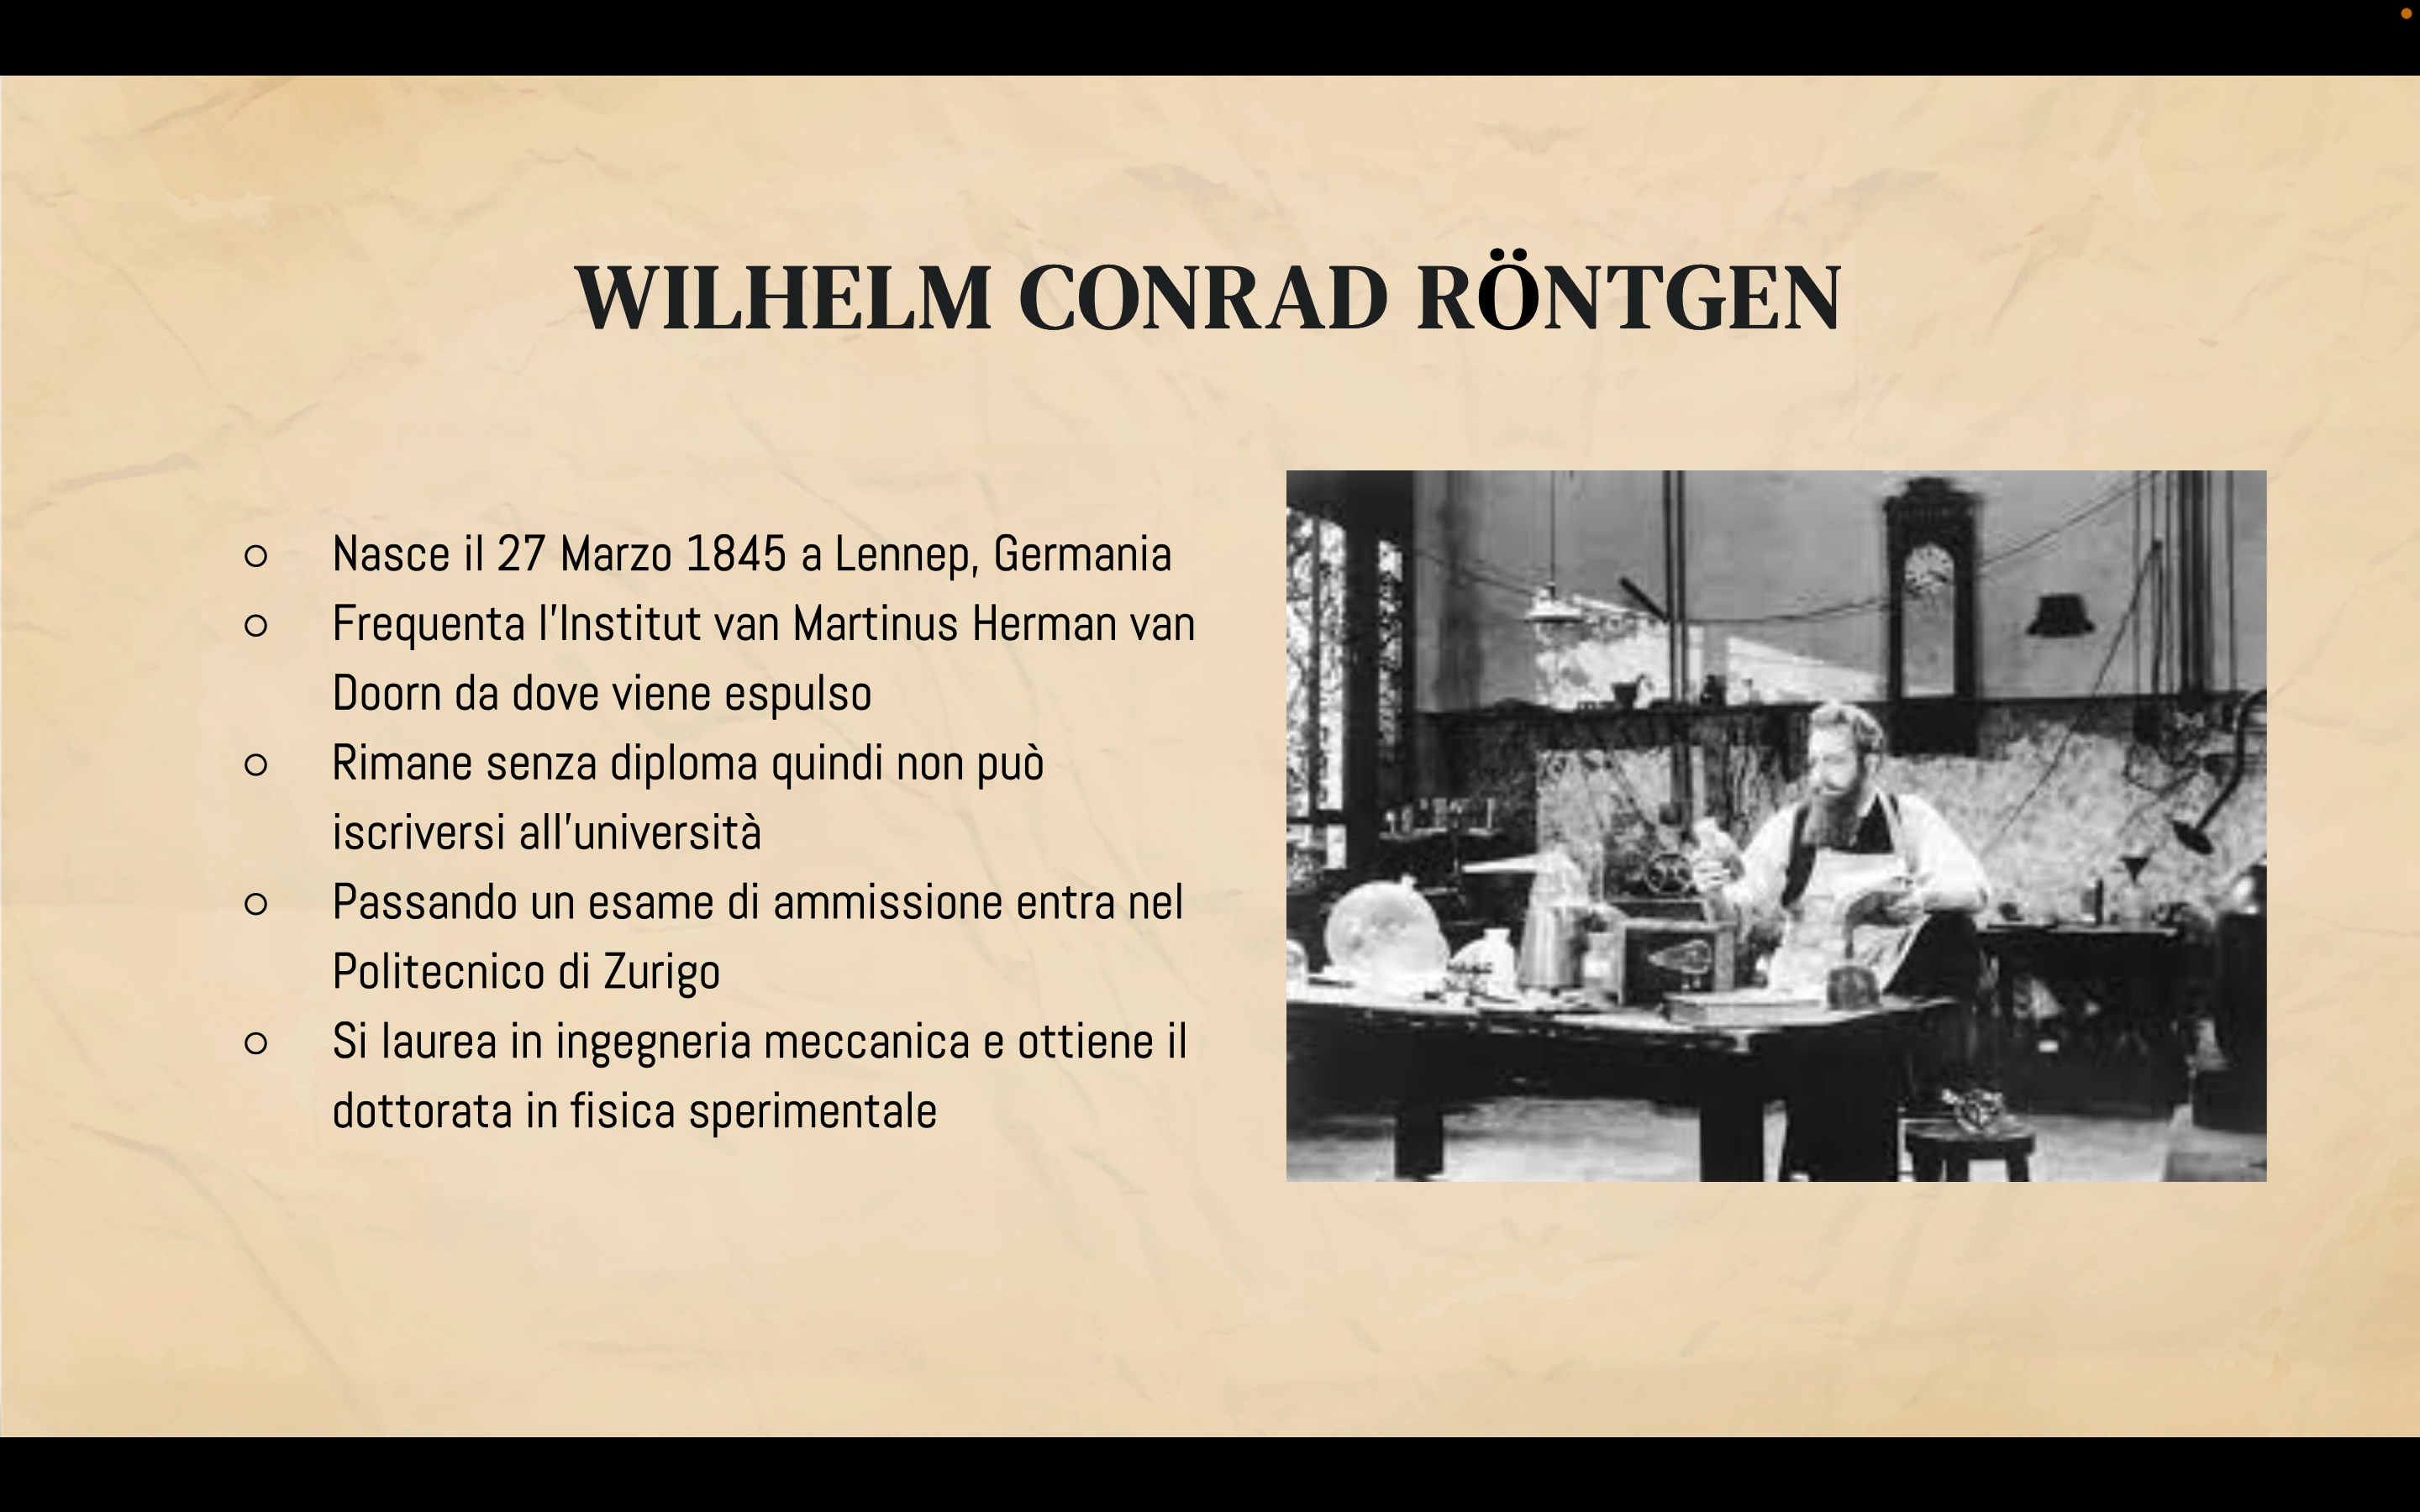 WILHELM CONRAD RÖNTGEN
○ Nasce il 27 Marzo 1845 a Lennep, Germania
○ Frequenta l’Institut van Martinus Herman van
Doorn da dove viene espulso
○ Rimane senza diploma quindi non può
iscriversi all’università
○ Passando un esame di ammissione entra nel
Politecnico di Zurigo
○ Si laurea in ingegneria meccanica e ottiene il
dottorata in fisica sperimentale